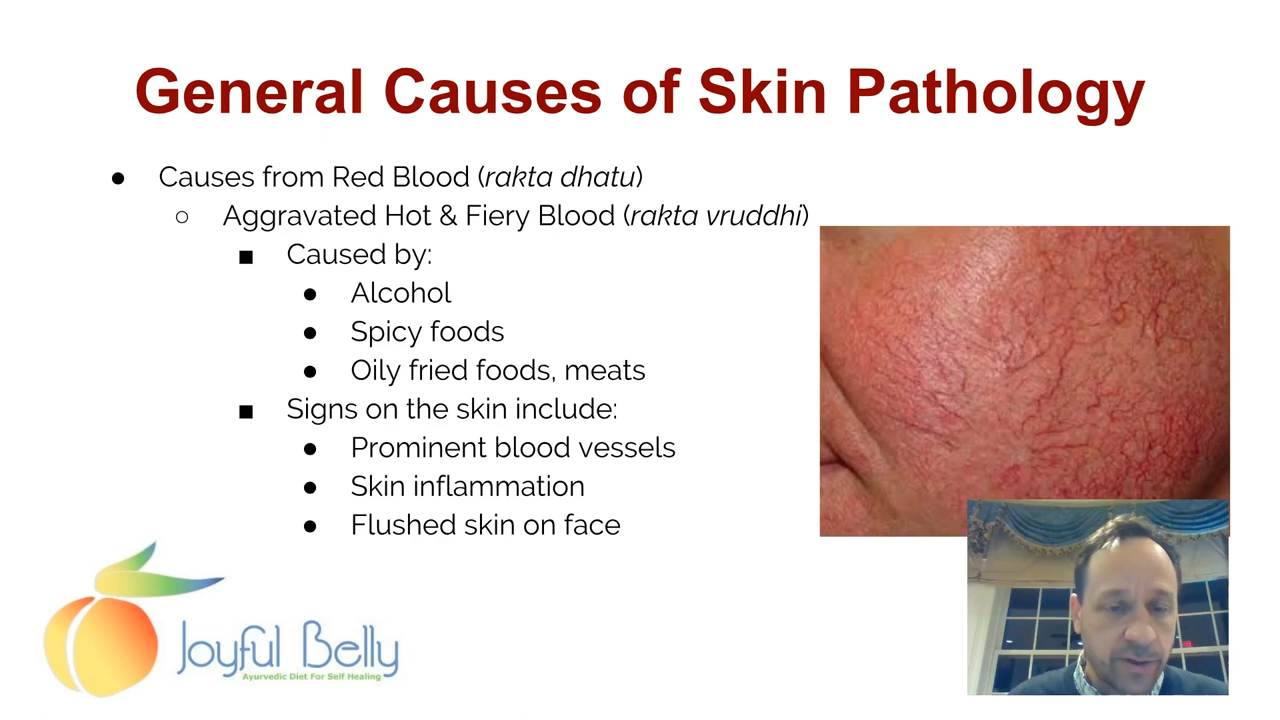 General Causes of Skin Pathology
● Causes from Red Blood (rakta dhatu)
○ Aggravated Hot & Fiery Blood (rakta vruddhi)
■ Caused by:
● Alcohol
● Spicy foods
● Oily fried foods, meats
■ Signs on the skin include:
● Prominent blood vessels
● Skin inflammation
● Flushed skin on face
Joyful Belly
Ayurvedic Diet For Self Healing